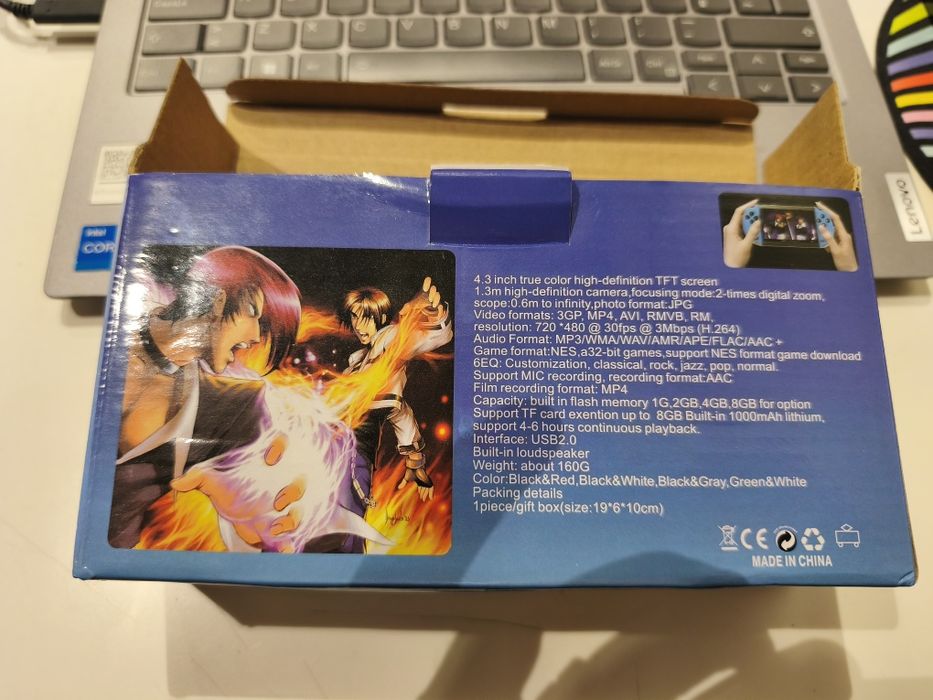 intel
CORE
Lenovo
4.3 inch true color high-definition TFT screen
1.3m high-definition camera,focusing mode:2-times digital zoom,
scope:0.6m to infinity,photo format:JPG
Video formats: 3GP, MP4, AVI, RMVB, RM,
resolution: 720 *480 @ 30fps @ 3Mbps (H.264)
Audio Format: MP3/WMA/WAV/AMR/APE/FLAC/AAC +
Game format:NES,a32-bit games,support NES format game download
6EQ: Customization, classical, rock, jazz, pop, normal.
Support MIC recording, recording format:AAC
Film recording format: MP4
Capacity: built in flash memory 1G,2GB,4GB,8GB for option
Support TF card exention up to 8GB Built-in 1000mAh lithium,
support 4-6 hours continuous playback.
Interface: USB2.0
Built-in loudspeaker
Weight: about 160G
Color:Black&Red,Black&White,Black&Gray,Green&White
Packing details
1piece/gift box(size:19*6*10cm)
CE
MADE IN CHINA